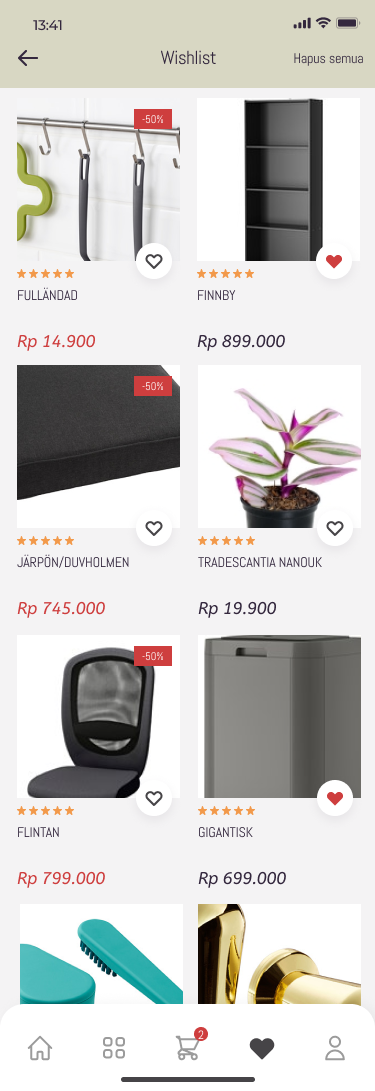 13:41
Wishlist
Hapus semua
-50%
FULLÄNDAD
FINNBY
Rp 14.900
Rp 899.000
-50%
JÄRPÖN/DUVHOLMEN
TRADESCANTIA NANOUK
Rp 745.000
Rp 19.900
-50%
FLINTAN
GIGANTISK
Rp 799.000
Rp 699.000
2